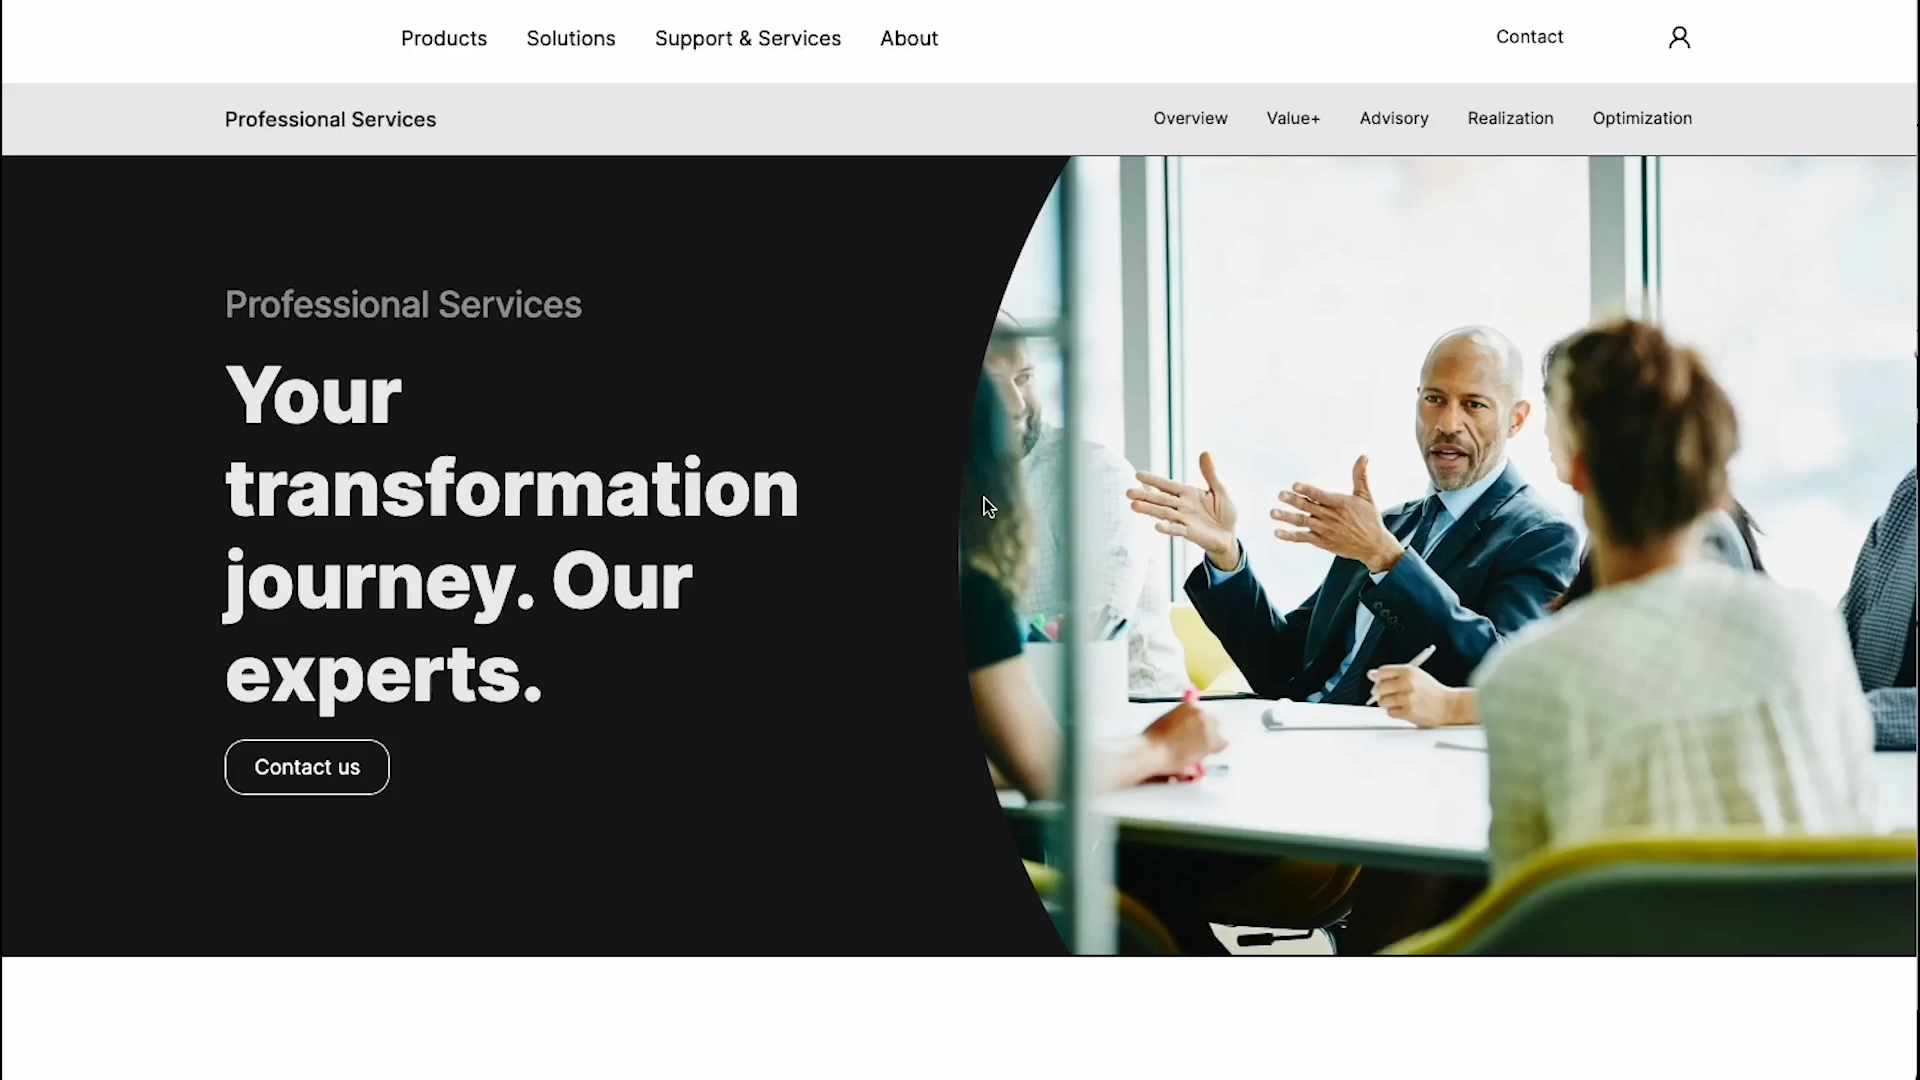 Products Solutions Support & Services About Contact
Professional Services Overview Value+ Advisory Realization Optimization
Professional Services
Your
transformation
journey. Our
experts.
Contact us